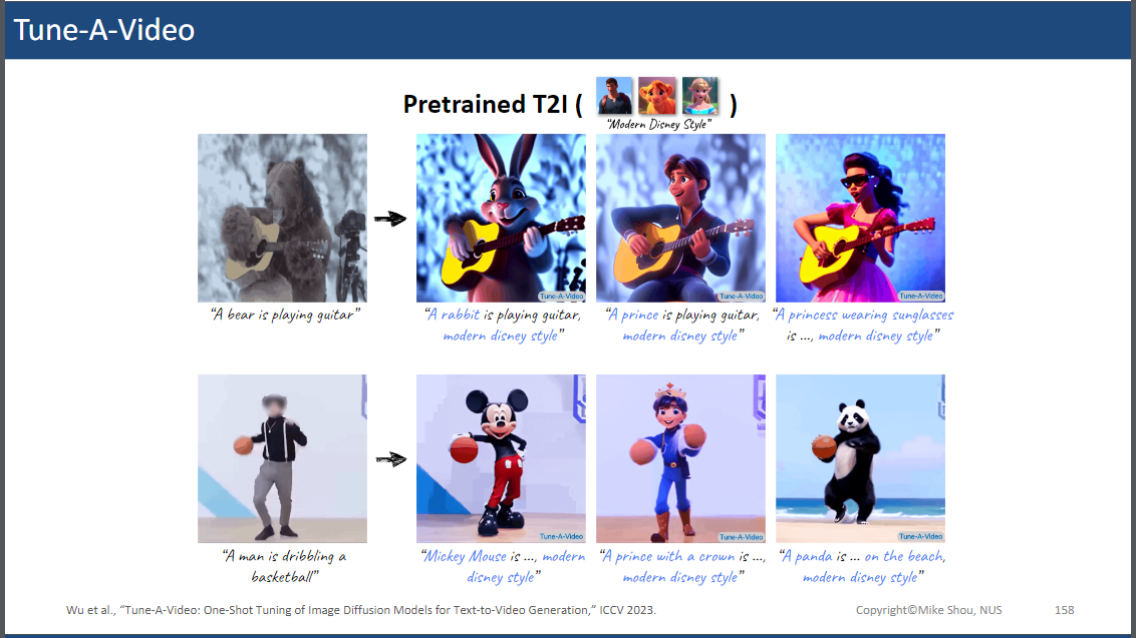 Tune-A-Video
Pretrained T2I ( )
"Modern Disney Style"
Tune-A-Video
Tune-A-Video
Tune-A-Video
"A bear is playing guitar"
"A rabbit is playing guitar,
modern disney style"
"A prince is playing guitar,
modern disney style"
"A princess wearing sunglasses
is ..., modern disney style"
Tune-A-Video
Tune-A-Video
Tune-A-Video
"A man is dribbling a
basketball"
"Mickey Mouse is ..., modern
disney style"
"A prince with a crown is ...,
modern disney style"
"A panda is ... on the beach,
modern disney style"
Wu et al., "Tune-A-Video: One-Shot Tuning of Image Diffusion Models for Text-to-Video Generation," ICCV 2023.
Copyright©Mike Shou, NUS
158